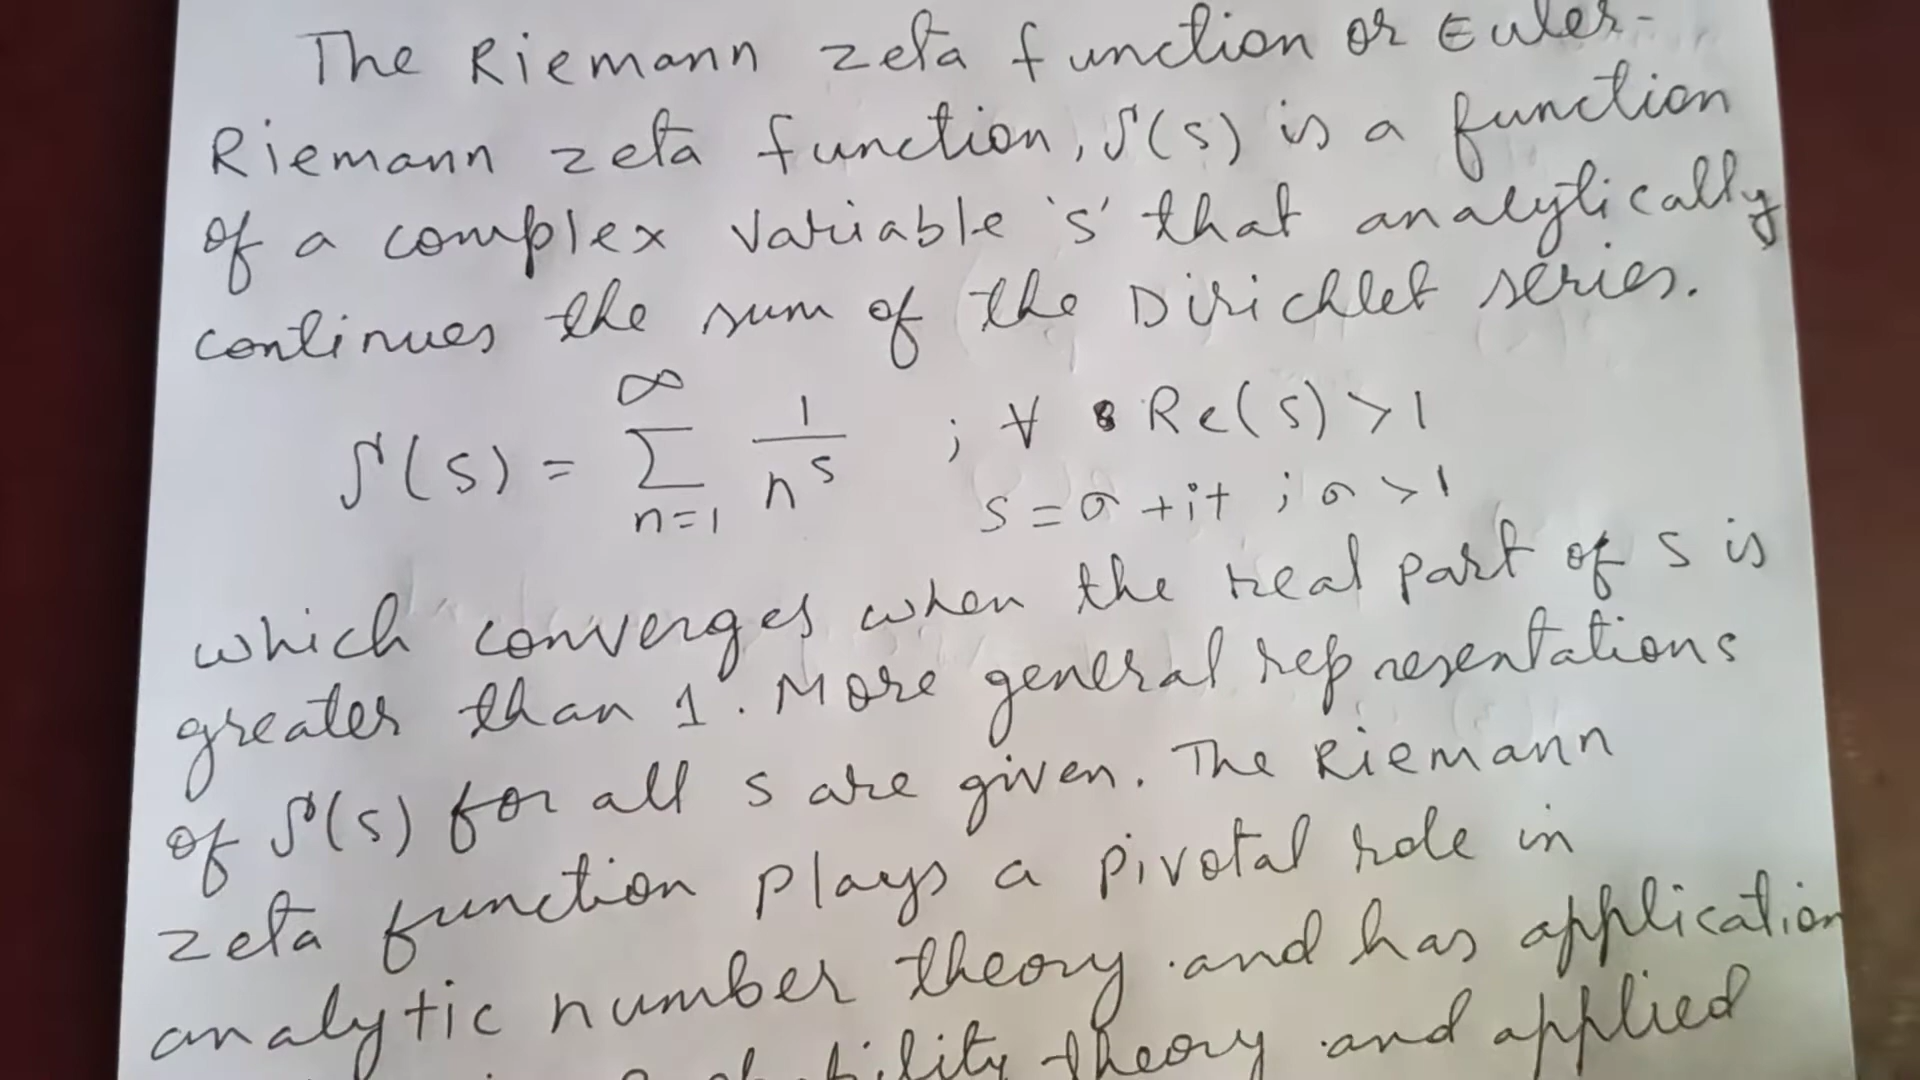 The Riemann zeta function or Euler-
Riemann zeta function, ζ(s) is a function
of a complex variable 's' that analytically
continues the sum of the Dirichlet series.
ζ(s) = ∑_{n=1}^{∞} 1/n^s ; ∀ Re(s) > 1
s = σ + it ; σ > 1
which converges when the real part of s is
greater than 1. More general representations
of ζ(s) for all s are given. The Riemann
zeta function plays a pivotal role in
analytic number theory and has application
theory and applied